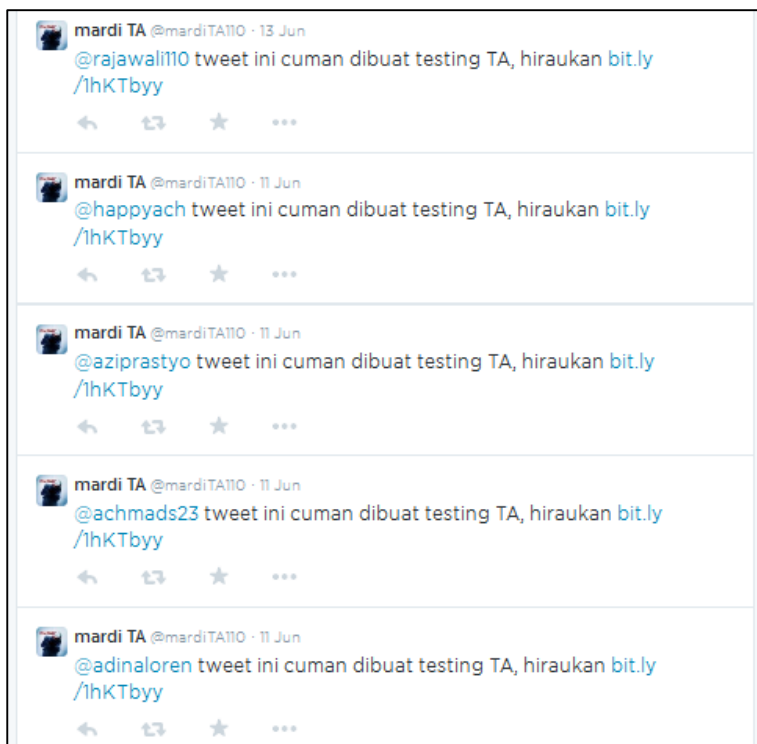 mardi TA @mardiTA110 · 13 Jun
@rajawali110 tweet ini cuman dibuat testing TA, hiraukan bit.ly
/1hKTbyy
mardi TA @mardiTA110 · 11 Jun
@happyach tweet ini cuman dibuat testing TA, hiraukan bit.ly
/1hKTbyy
mardi TA @mardiTA110 · 11 Jun
@aziprastyo tweet ini cuman dibuat testing TA, hiraukan bit.ly
/1hKTbyy
mardi TA @mardiTA110 · 11 Jun
@achmads23 tweet ini cuman dibuat testing TA, hiraukan bit.ly
/1hKTbyy
mardi TA @mardiTA110 · 11 Jun
@adinaloren tweet ini cuman dibuat testing TA, hiraukan bit.ly
/1hKTbyy